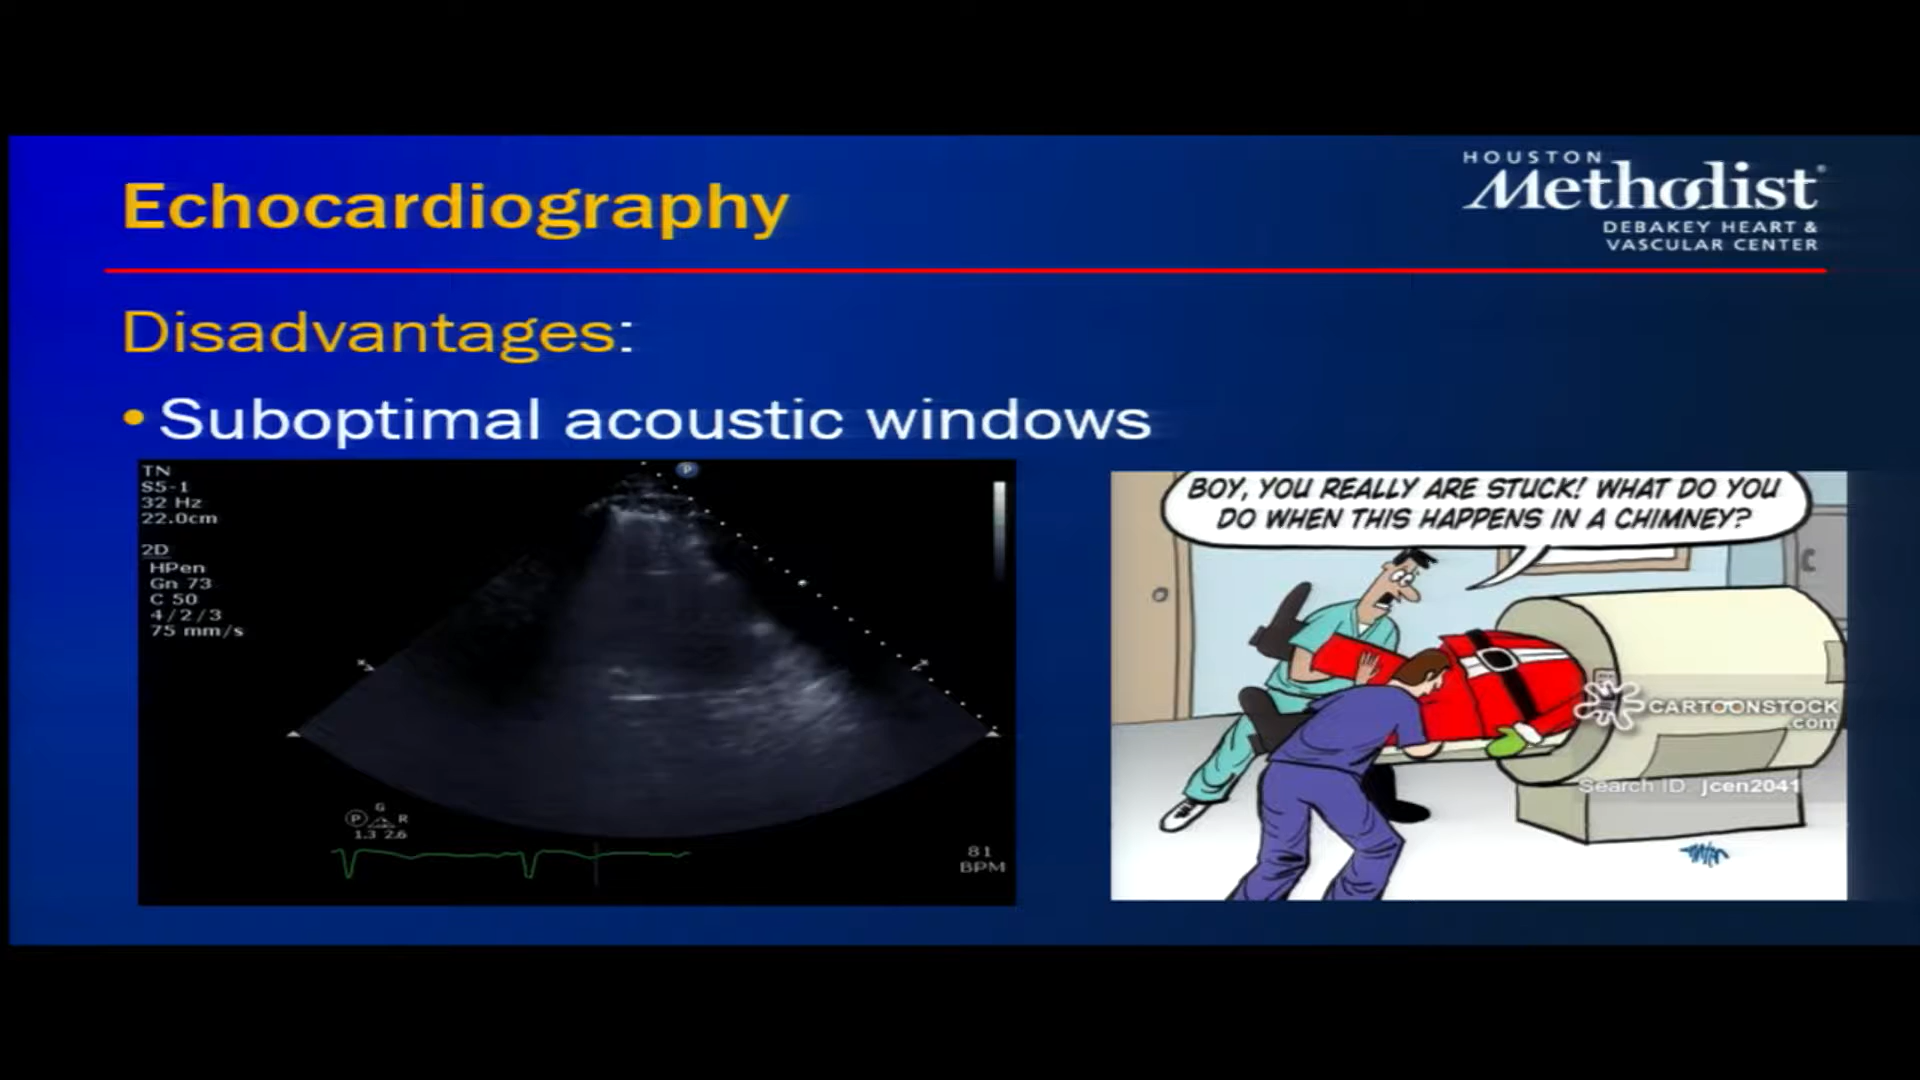 HOUSTON
Methodist®
DEBAKEY HEART &
VASCULAR CENTER
Echocardiography
Disadvantages:
• Suboptimal acoustic windows
TN
S5-1
32 Hz
22.0cm
2D
HPen
Gn 73
C 50
4/2/3
75 mm/s
P
G
P R
1.3 2.6
81
BPM
BOY, YOU REALLY ARE STUCK! WHAT DO YOU
DO WHEN THIS HAPPENS IN A CHIMNEY?
CARTOONSTOCK
.com
Search ID: jcen2041